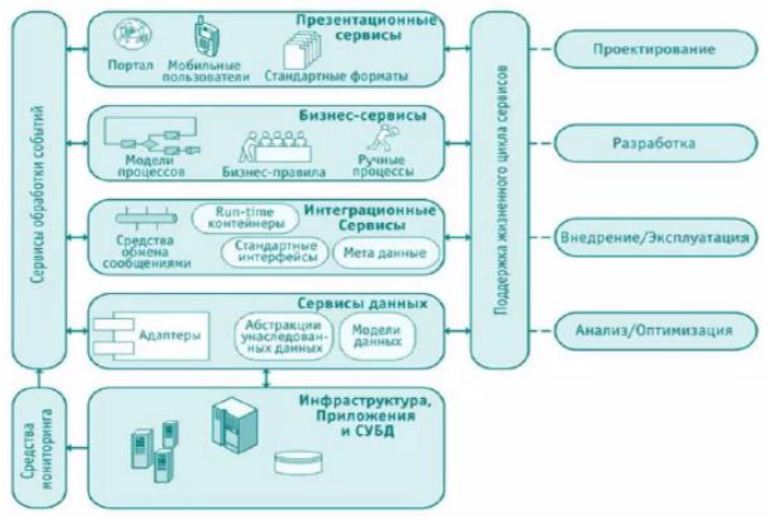 Презентационные
сервисы
Портал
Мобильные
пользователи
Стандартные форматы
Бизнес-сервисы
Модели
процессов
Бизнес-правила
Ручные
процессы
Интеграционные
Сервисы
Run-time
контейнеры
Средства
обмена
сообщениями
Стандартные
интерфейсы
Мета данные
Сервисы данных
Адаптеры
Абстракции
унаследован-
ных данных
Модели
данных
Инфраструктура,
Приложения
и СУБД
Сервисы обработки событий
Средства
мониторинга
Поддержка жизненного цикла сервисов
Проектирование
Разработка
Внедрение/Эксплуатация
Анализ/Оптимизация